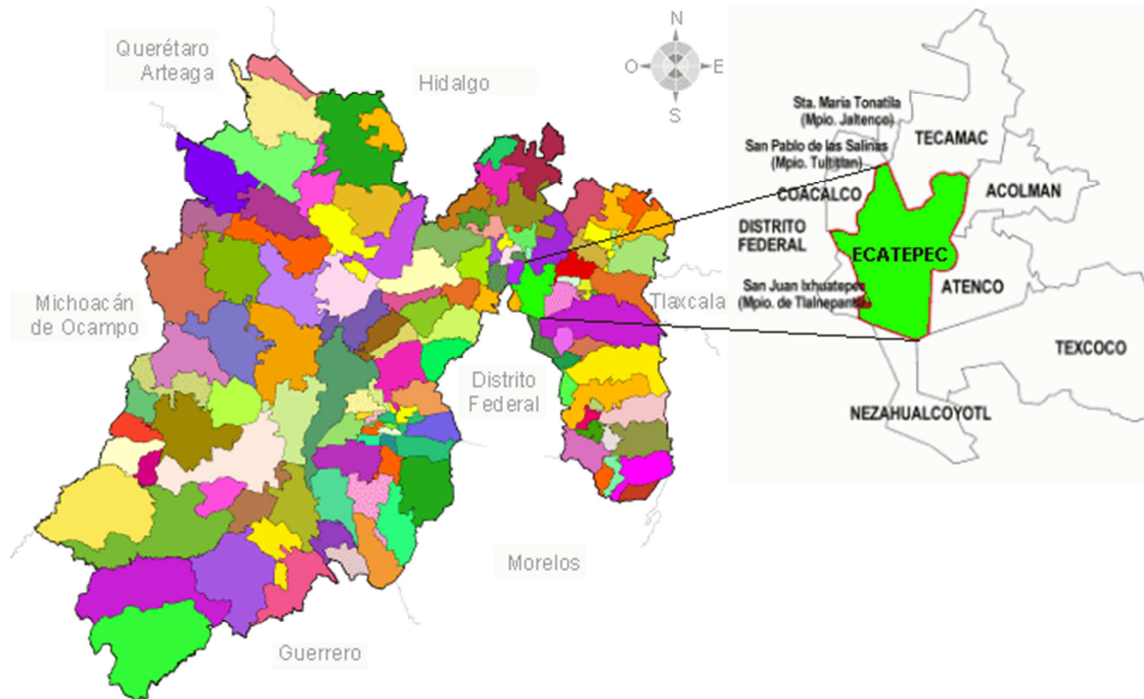 Querétaro
Arteaga
Hidalgo
N
O
E
S
Michoacán
de Ocampo
Tlaxcala
Distrito
Federal
Morelos
Guerrero
Sta. Maria Tonatila
(Mpio. Jaltenco)
TECAMAC
San Pablo de las Salinas
(Mpio. Tultitlan)
COACALCO
ACOLMAN
DISTRITO
FEDERAL
ECATEPEC
San Juan Ixhuatepec
(Mpio. de Tlalnepantla)
ATENCO
TEXCOCO
NEZAHUALCOYOTL